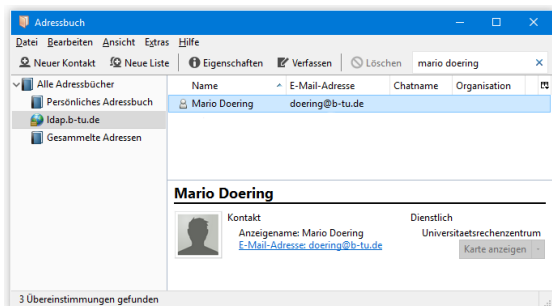 Adressbuch
Datei Bearbeiten Ansicht Extras Hilfe
Neuer Kontakt Neue Liste Eigenschaften Verfassen Löschen mario doering
Alle Adressbücher
Persönliches Adressbuch
ldap.b-tu.de
Gesammelte Adressen
Name E-Mail-Adresse Chatname Organisation
Mario Doering doering@b-tu.de
Mario Doering
Kontakt Dienstlich
Anzeigename: Mario Doering Universitaetsrechenzentrum
E-Mail-Adresse: doering@b-tu.de Karte anzeigen
3 Übereinstimmungen gefunden